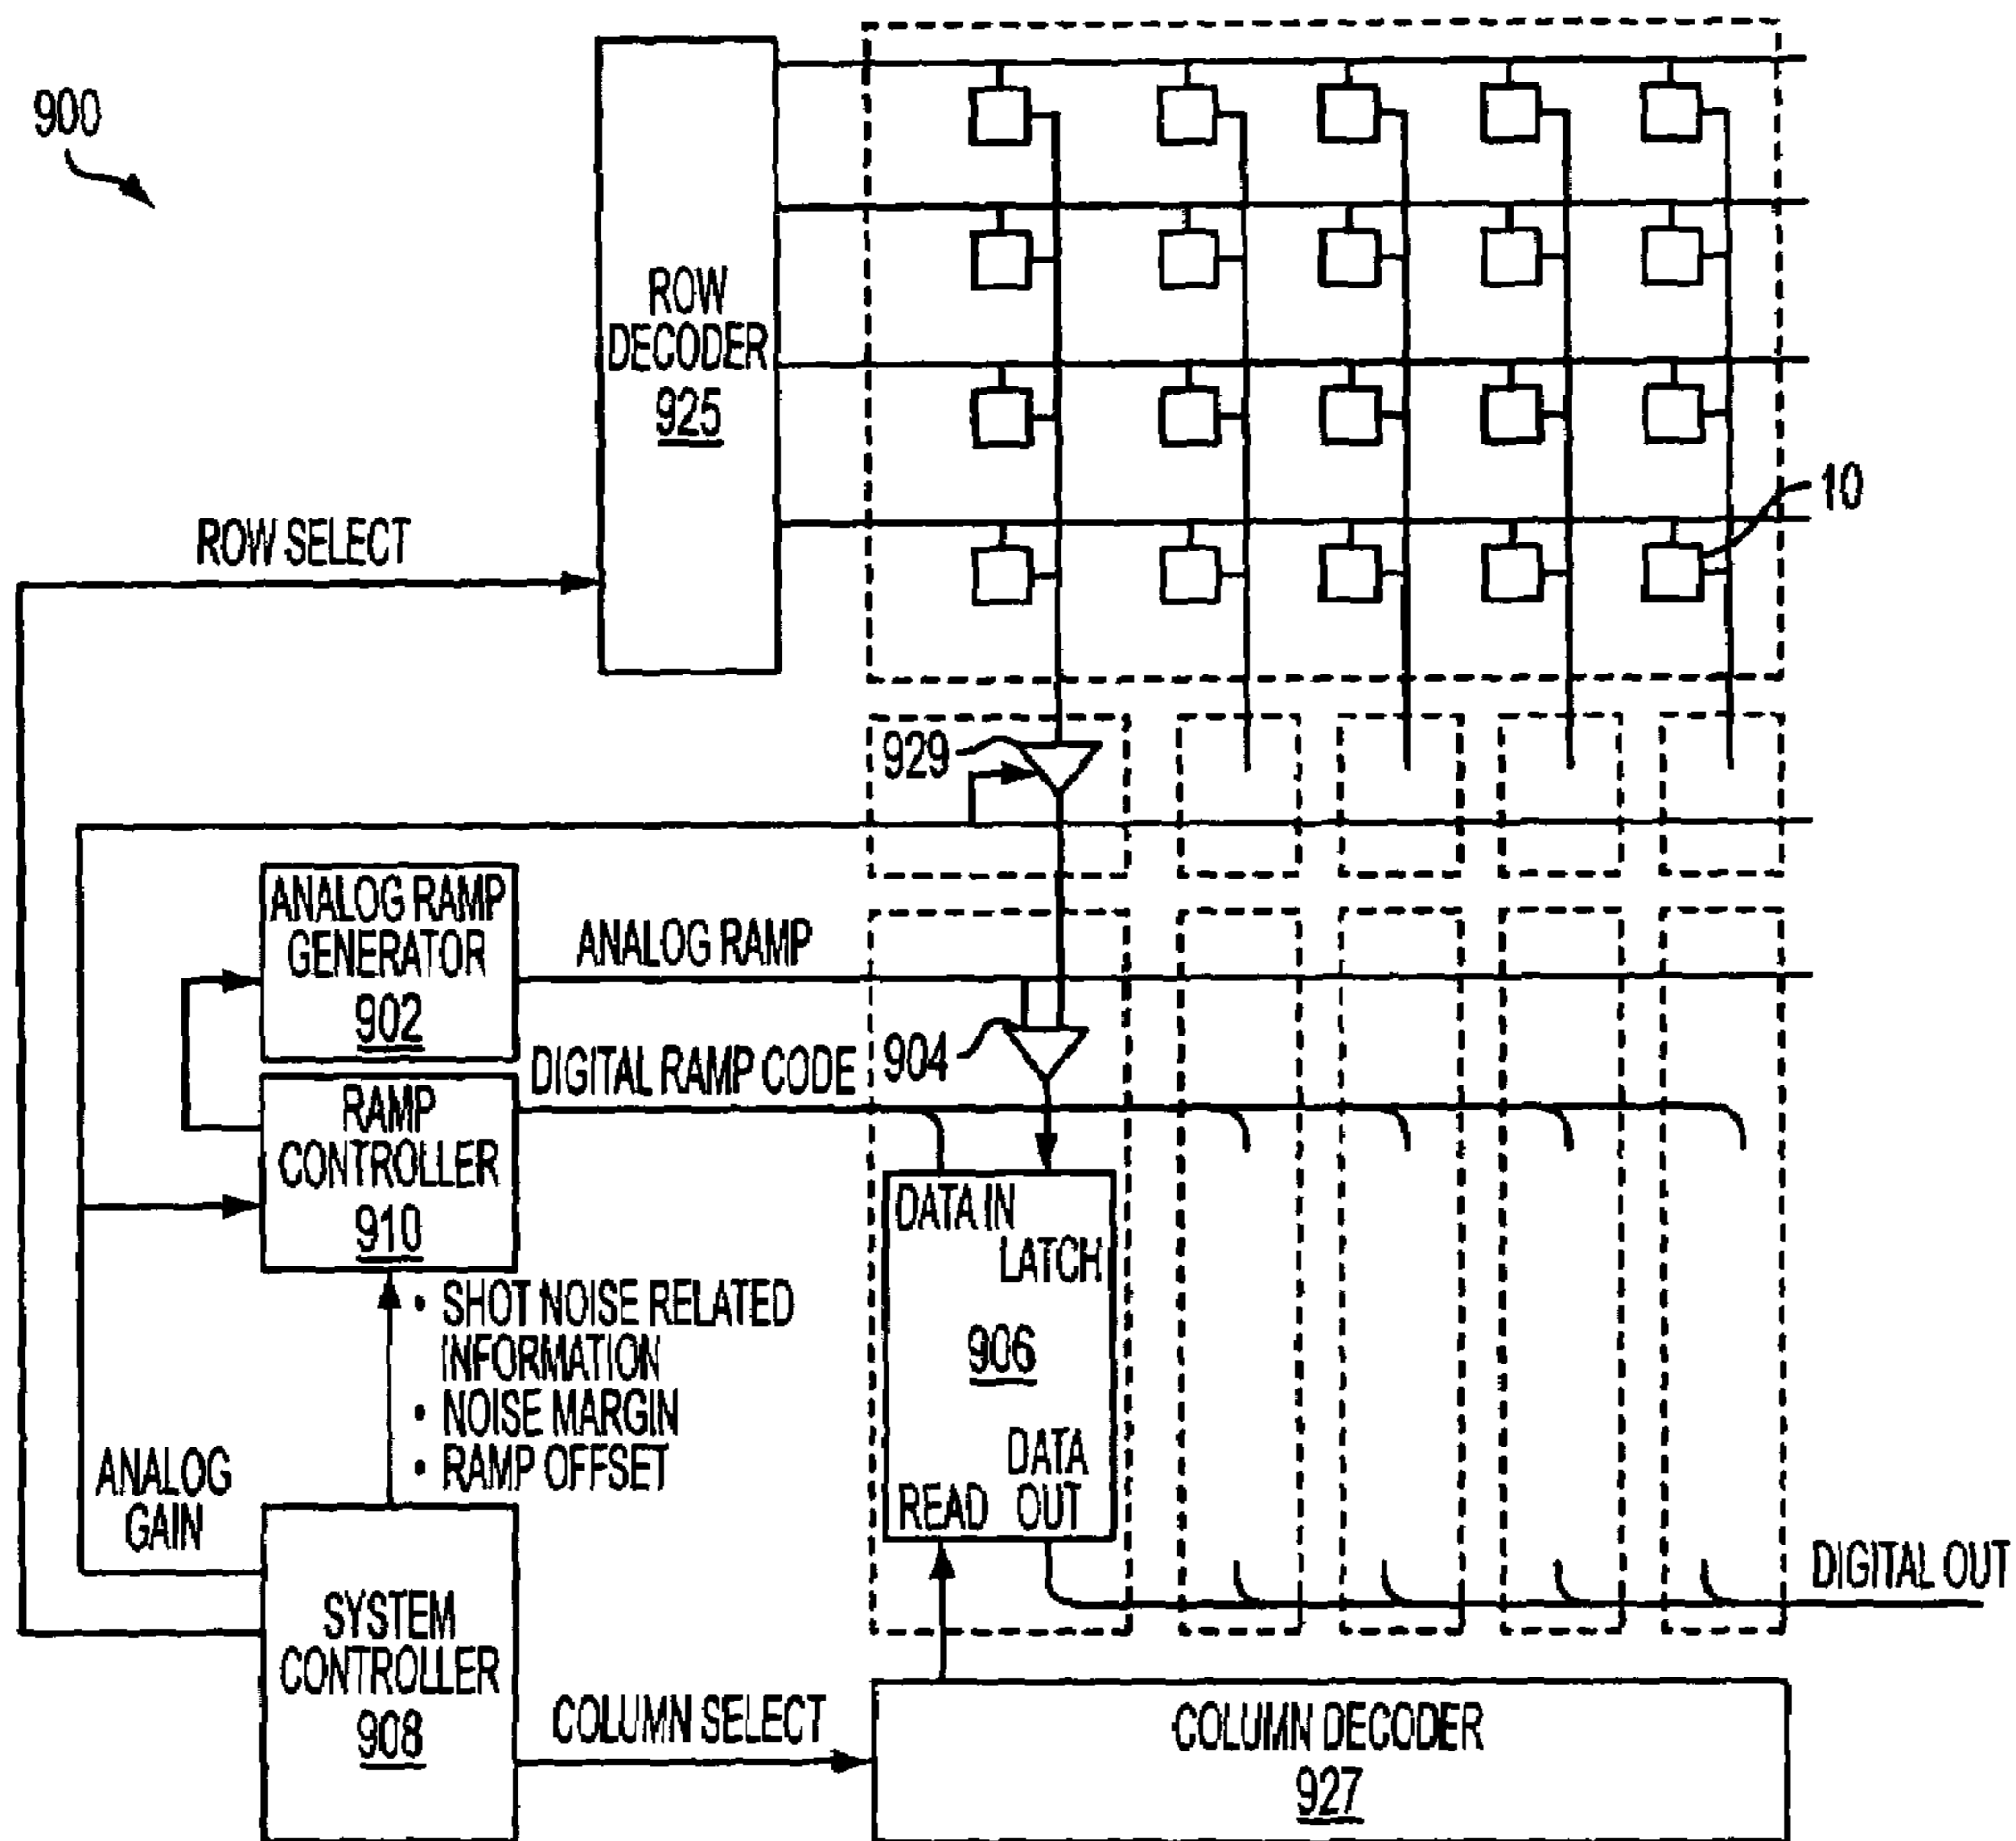 900
ROW
DECODER
925
10
ROW SELECT
929
ANALOG RAMP
GENERATOR
902
ANALOG RAMP
904
DIGITAL RAMP CODE
RAMP
CONTROLLER
910
DATA IN
LATCH
906
DATA
OUT
READ
• SHOT NOISE RELATED
INFORMATION
• NOISE MARGIN
• RAMP OFFSET
ANALOG
GAIN
DIGITAL OUT
SYSTEM
CONTROLLER
908
COLUMN SELECT
COLUMN DECODER
927